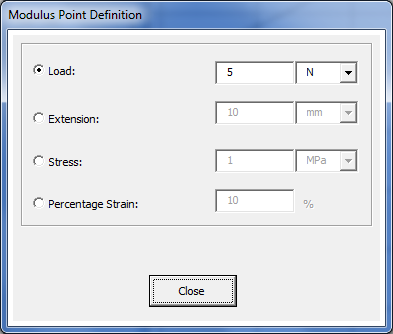 Modulus Point Definition
Load: 5 N
Extension: 10 mm
Stress: 1 MPa
Percentage Strain: 10 %
Close